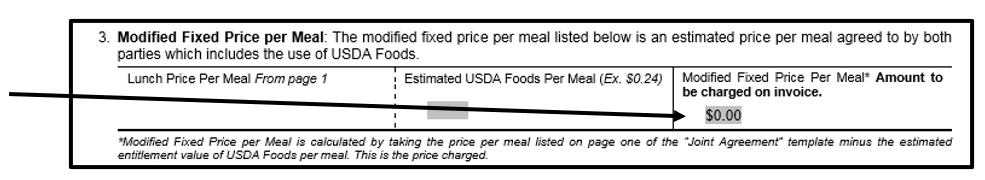 3. Modified Fixed Price per Meal: The modified fixed price per meal listed below is an estimated price per meal agreed to by both
parties which includes the use of USDA Foods.
Lunch Price Per Meal From page 1
Estimated USDA Foods Per Meal (Ex. $0.24)
Modified Fixed Price Per Meal* Amount to
be charged on invoice.
$0.00
*Modified Fixed Price per Meal is calculated by taking the price per meal listed on page one of the "Joint Agreement" template minus the estimated
entitlement value of USDA Foods per meal. This is the price charged.